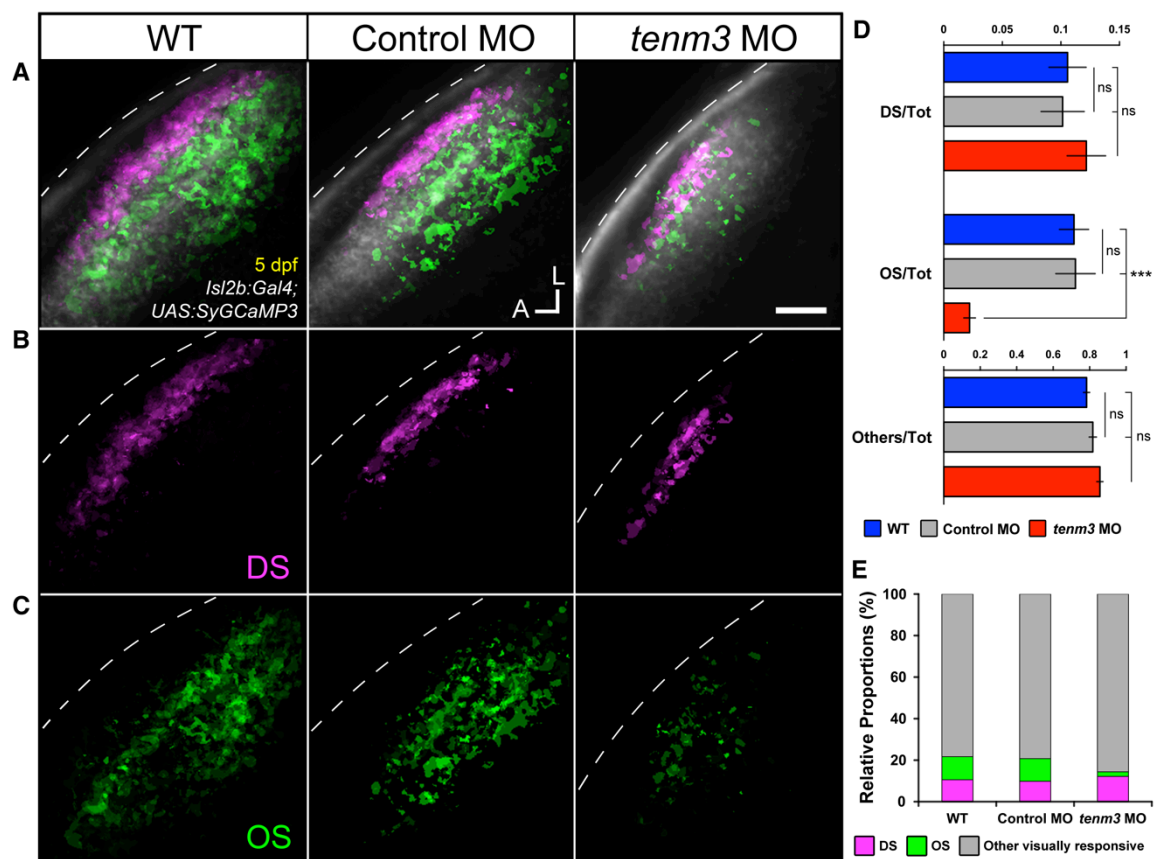 WT
Control MO
tenm3 MO
A
5 dpf
Isl2b:Gal4;
UAS:SyGCaMP3
L
A
B
DS
C
OS
D
0 0.05 0.1 0.15
DS/Tot
ns
ns
OS/Tot
ns
***
0 0.2 0.4 0.6 0.8 1
Others/Tot
ns
ns
WT Control MO tenm3 MO
E
Relative Proportions (%)
100
80
60
40
20
0
WT Control MO tenm3 MO
DS OS Other visually responsive